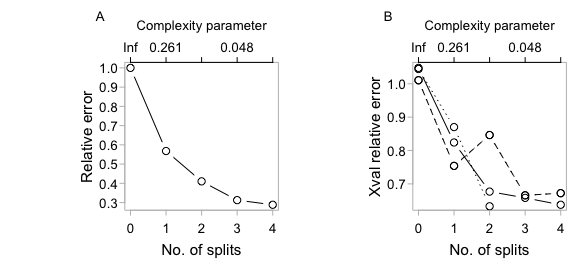 A
Complexity parameter
Inf 0.261 0.048
1.0
0.9
0.8
0.7
0.6
0.5
0.4
0.3
Relative error
0 1 2 3 4
No. of splits
B
Complexity parameter
Inf 0.261 0.048
1.0
0.9
0.8
0.7
Xval relative error
0 1 2 3 4
No. of splits